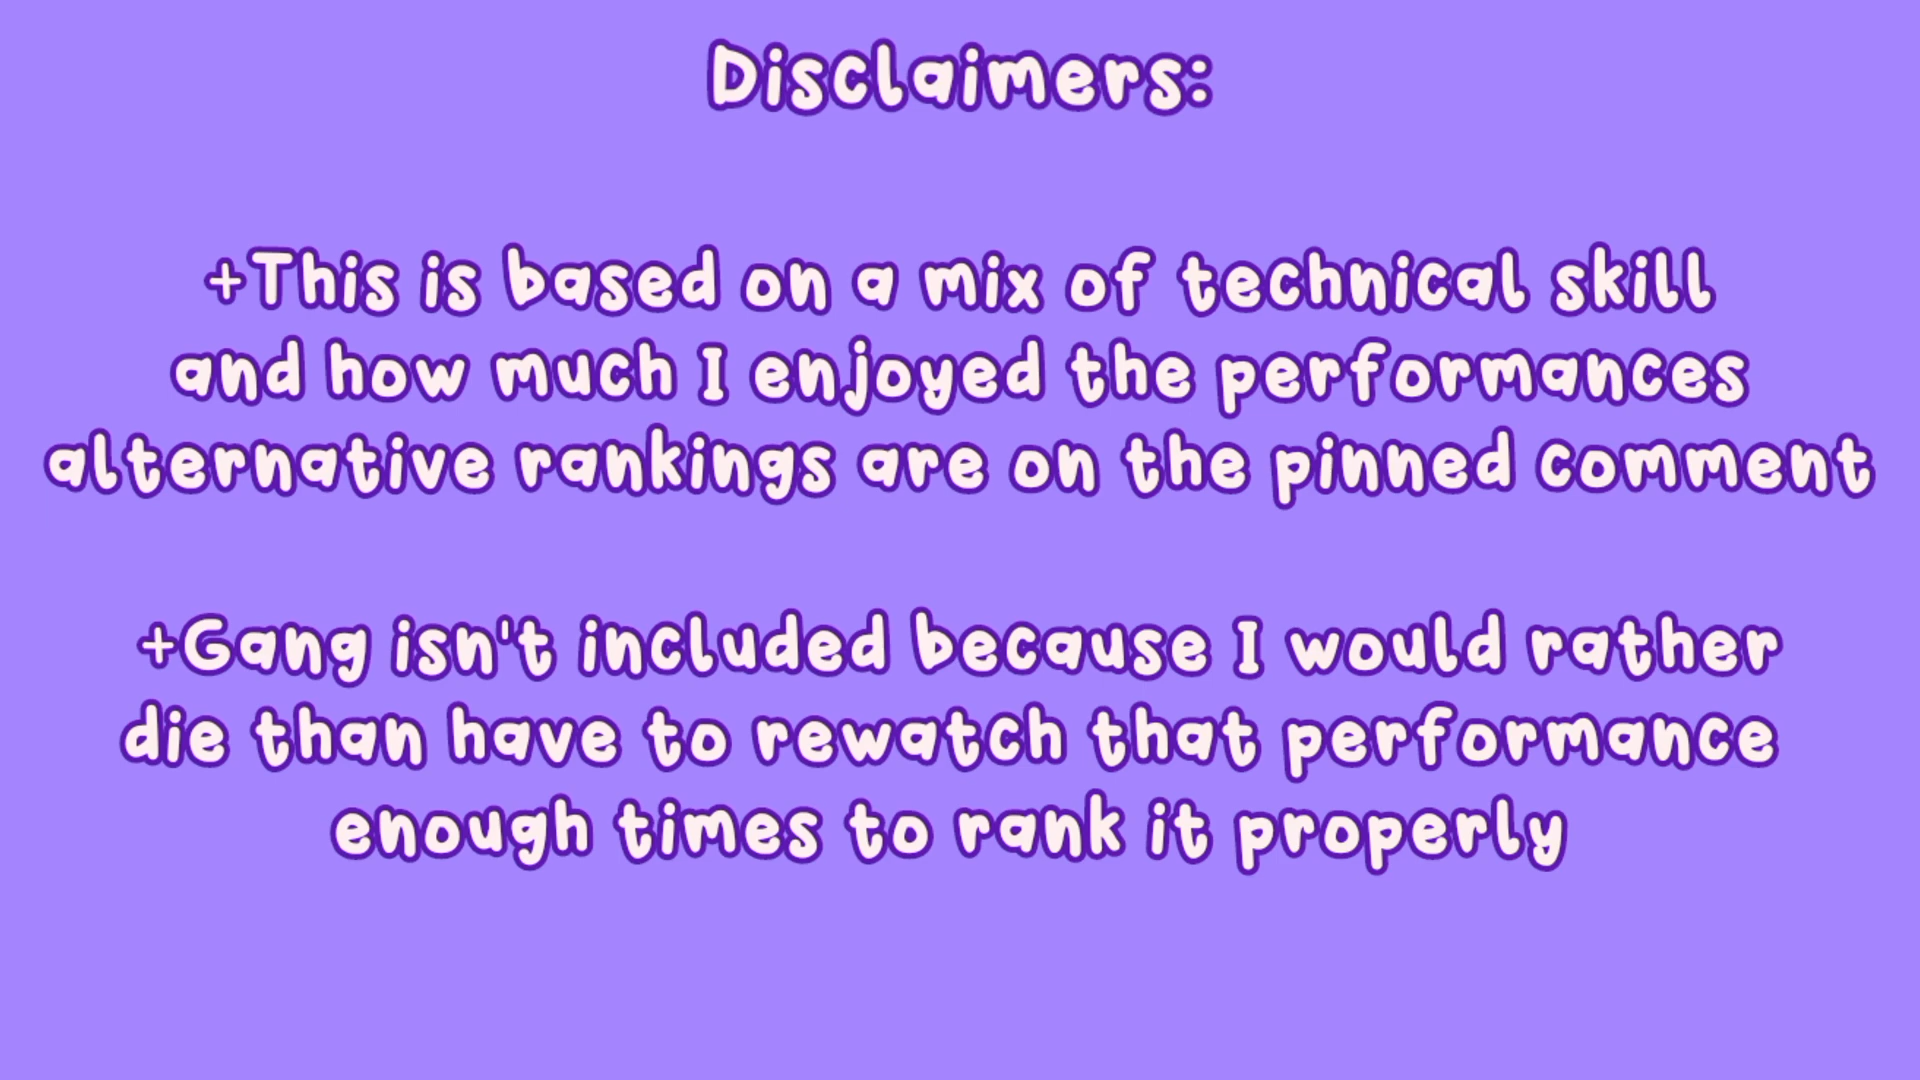 Disclaimers:
+This is based on a mix of technical skill
and how much I enjoyed the performances
alternative rankings are on the pinned comment
+Gang isn't included because I would rather
die than have to rewatch that performance
enough times to rank it properly